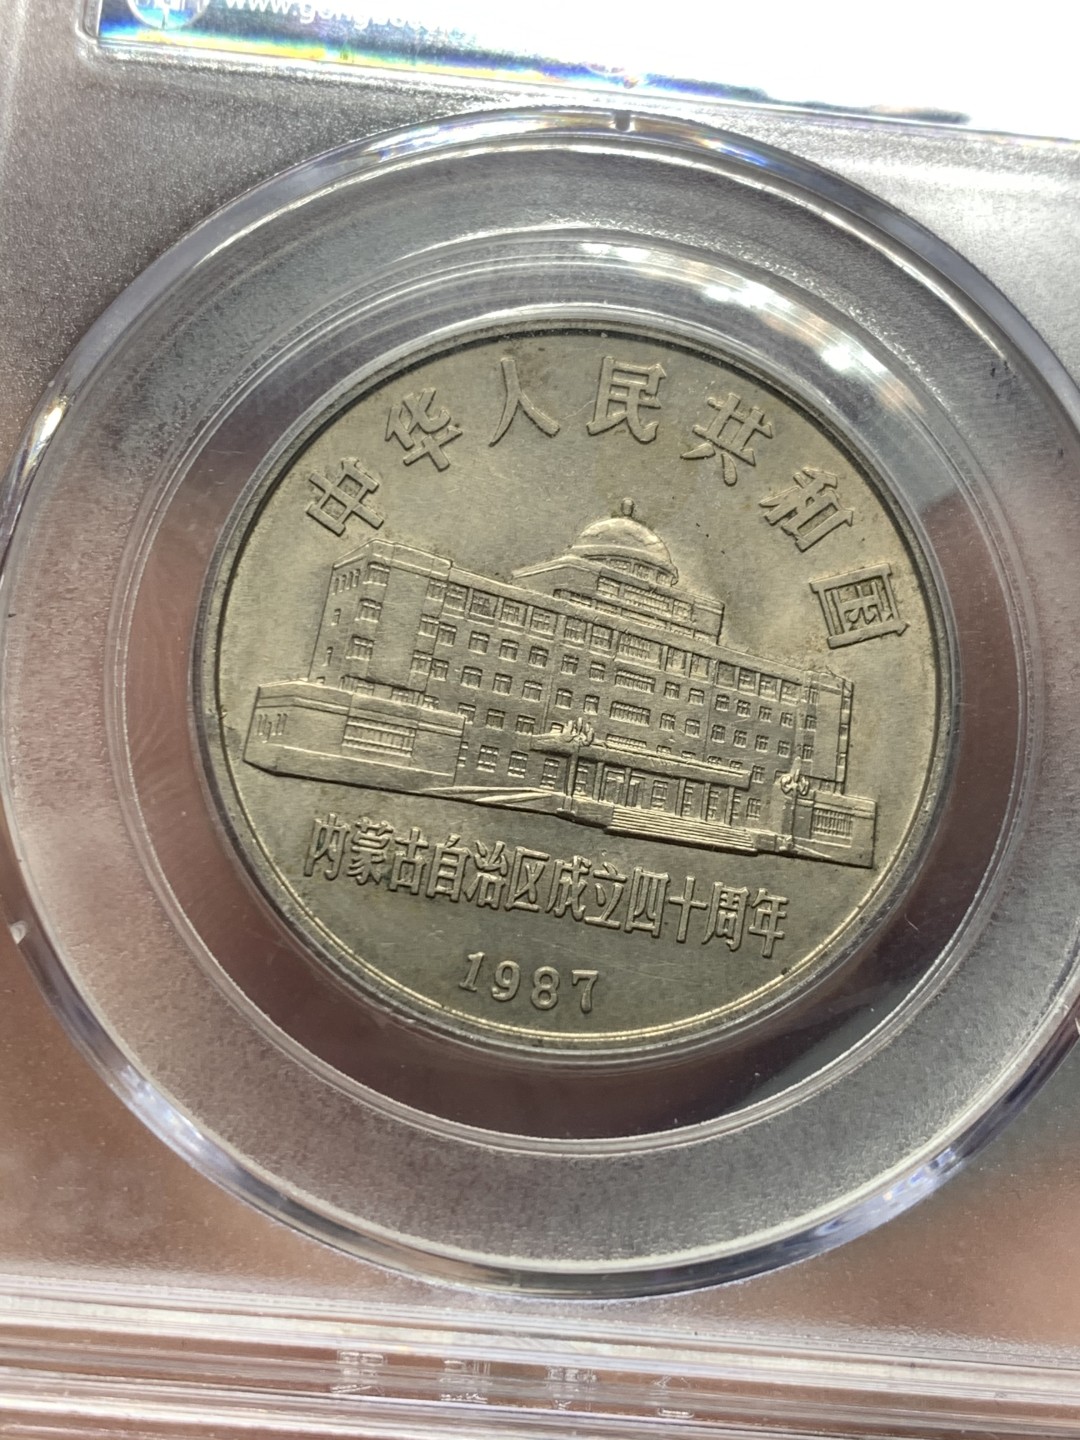 中华人民共和国
内蒙古自治区成立四十周年
1987